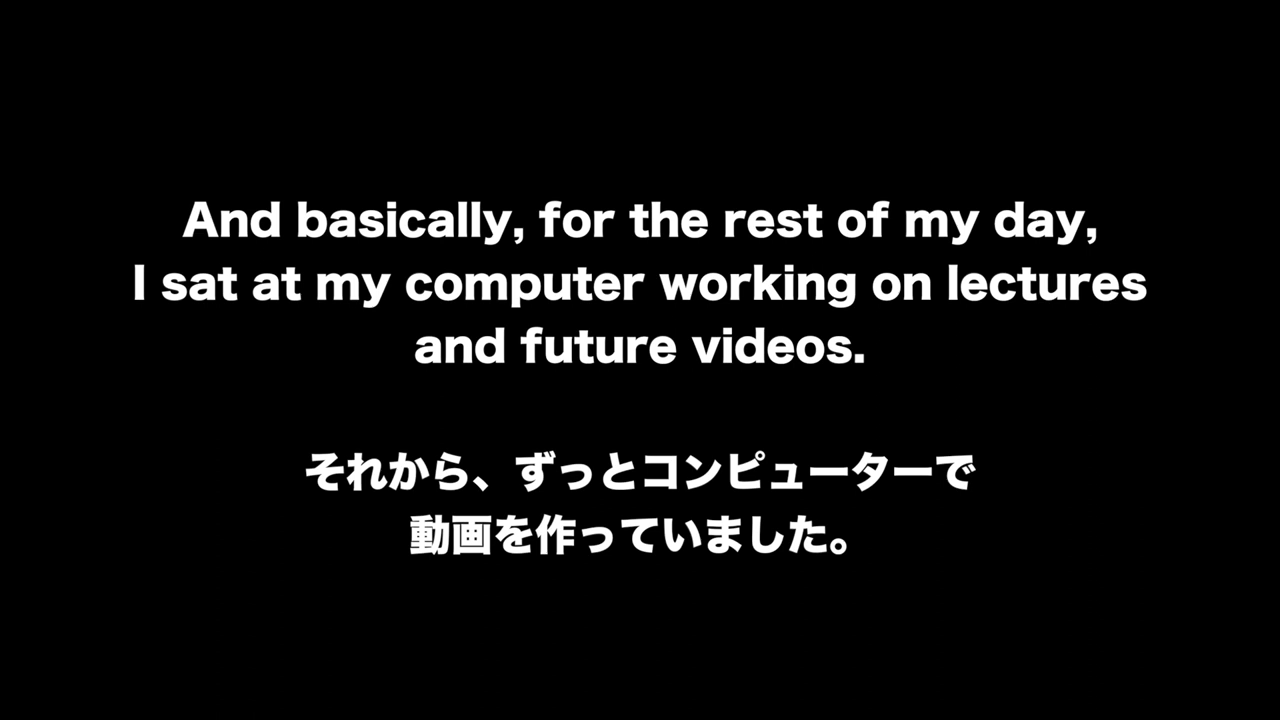 And basically, for the rest of my day,
I sat at my computer working on lectures
and future videos.
それから、ずっとコンピューターで
動画を作っていました。